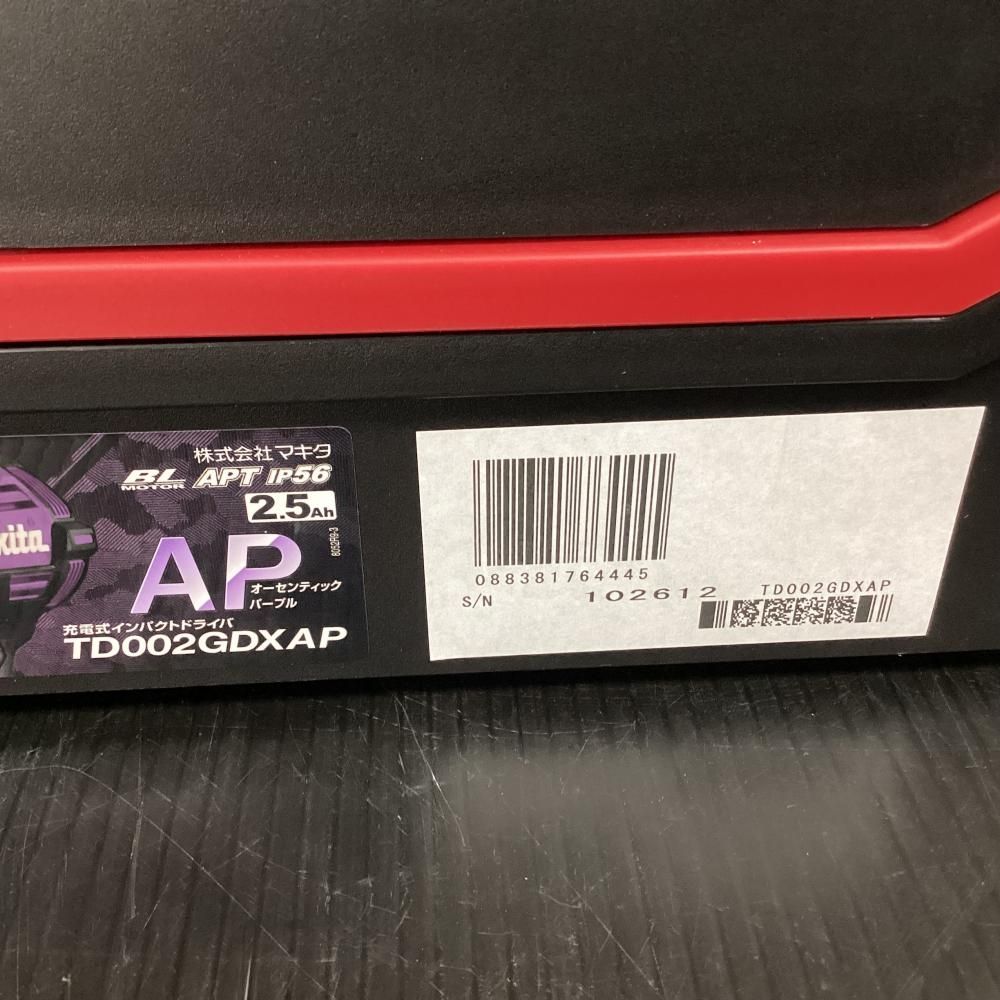 株式会社マキタ
BL MOTOR APT IP56
2.5Ah
kita
AP
オーセンティック
パープル
充電式インパクトドライバ
TD002GDXAP
088381764445
S/N 102612 TD002GDXAP